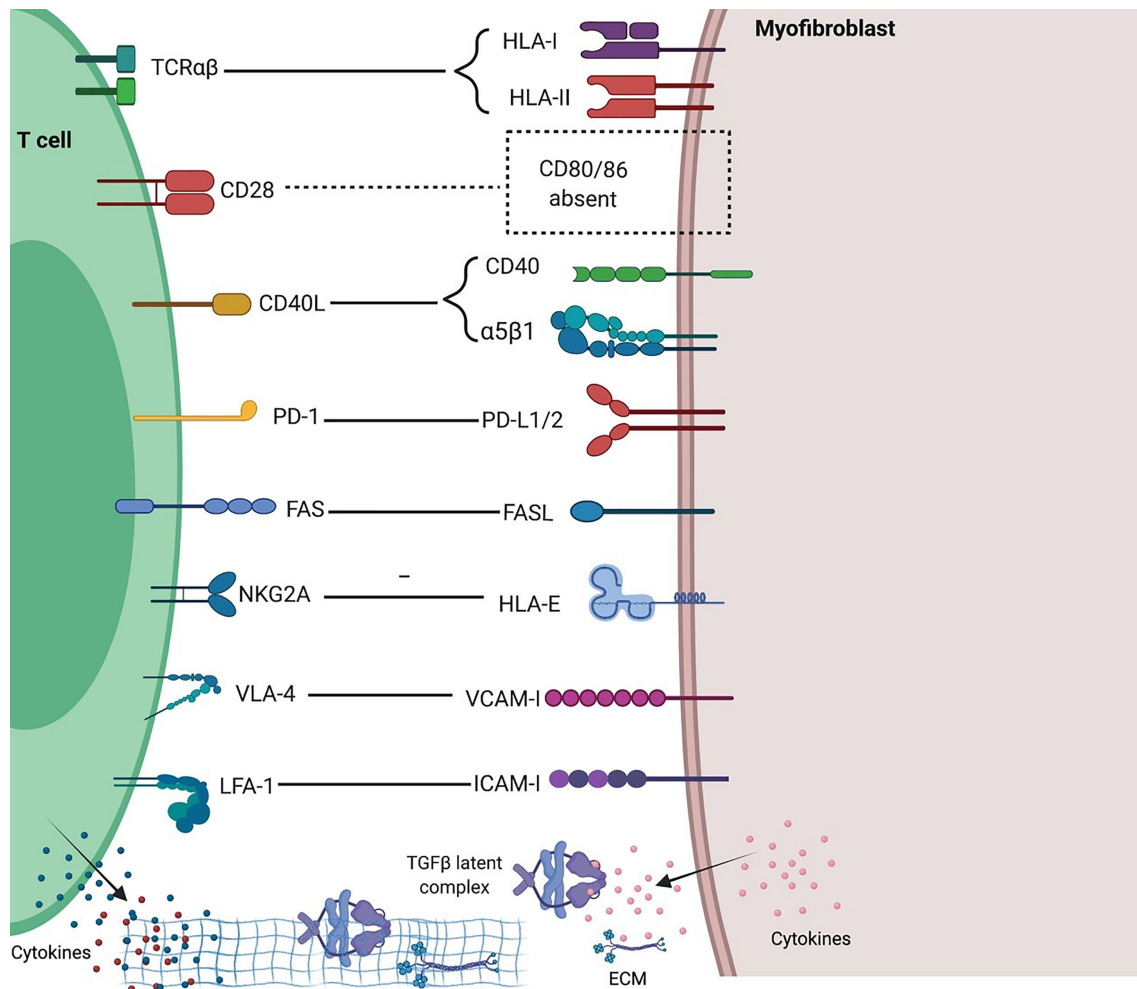 Myofibroblast
T cell
TCRαβ
HLA-I
HLA-II
CD28
CD80/86
absent
CD40L
CD40
α5β1
PD-1
PD-L1/2
FAS
FASL
–
NKG2A
HLA-E
VLA-4
VCAM-I
LFA-1
ICAM-I
TGFβ latent
complex
Cytokines
ECM
Cytokines